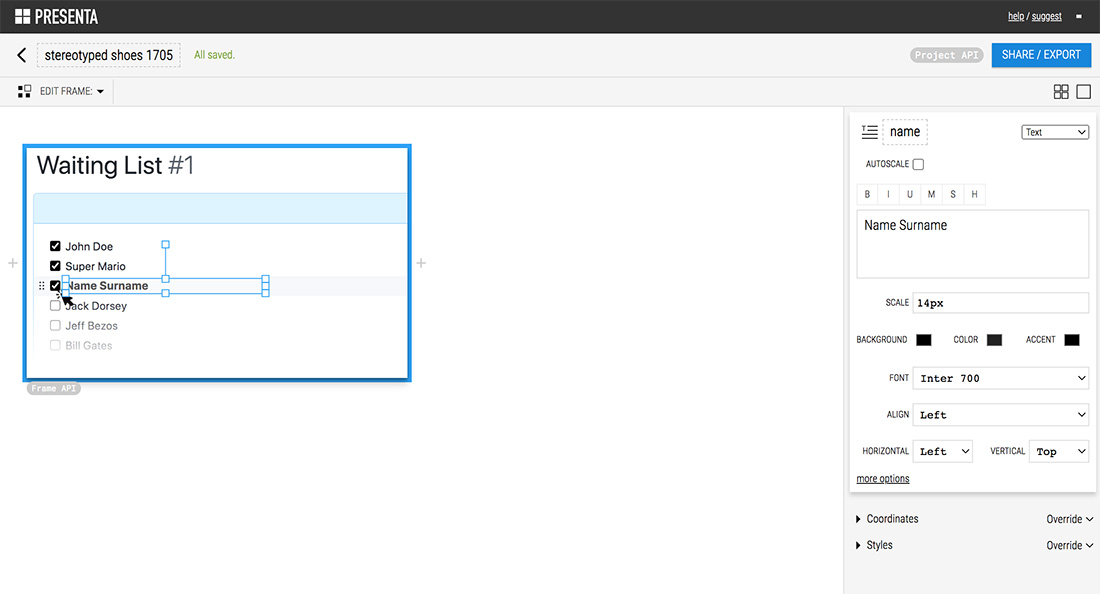 PRESENTA
help / suggest
stereotyped shoes 1705
All saved.
Project API
SHARE / EXPORT
EDIT FRAME:
Waiting List #1
John Doe
Super Mario
Name Surname
Jack Dorsey
Jeff Bezos
Bill Gates
Frame API
name
Text
AUTOSCALE
B I U M S H
Name Surname
SCALE 14px
BACKGROUND COLOR ACCENT
FONT Inter 700
ALIGN Left
HORIZONTAL Left VERTICAL Top
more options
Coordinates Override
Styles Override